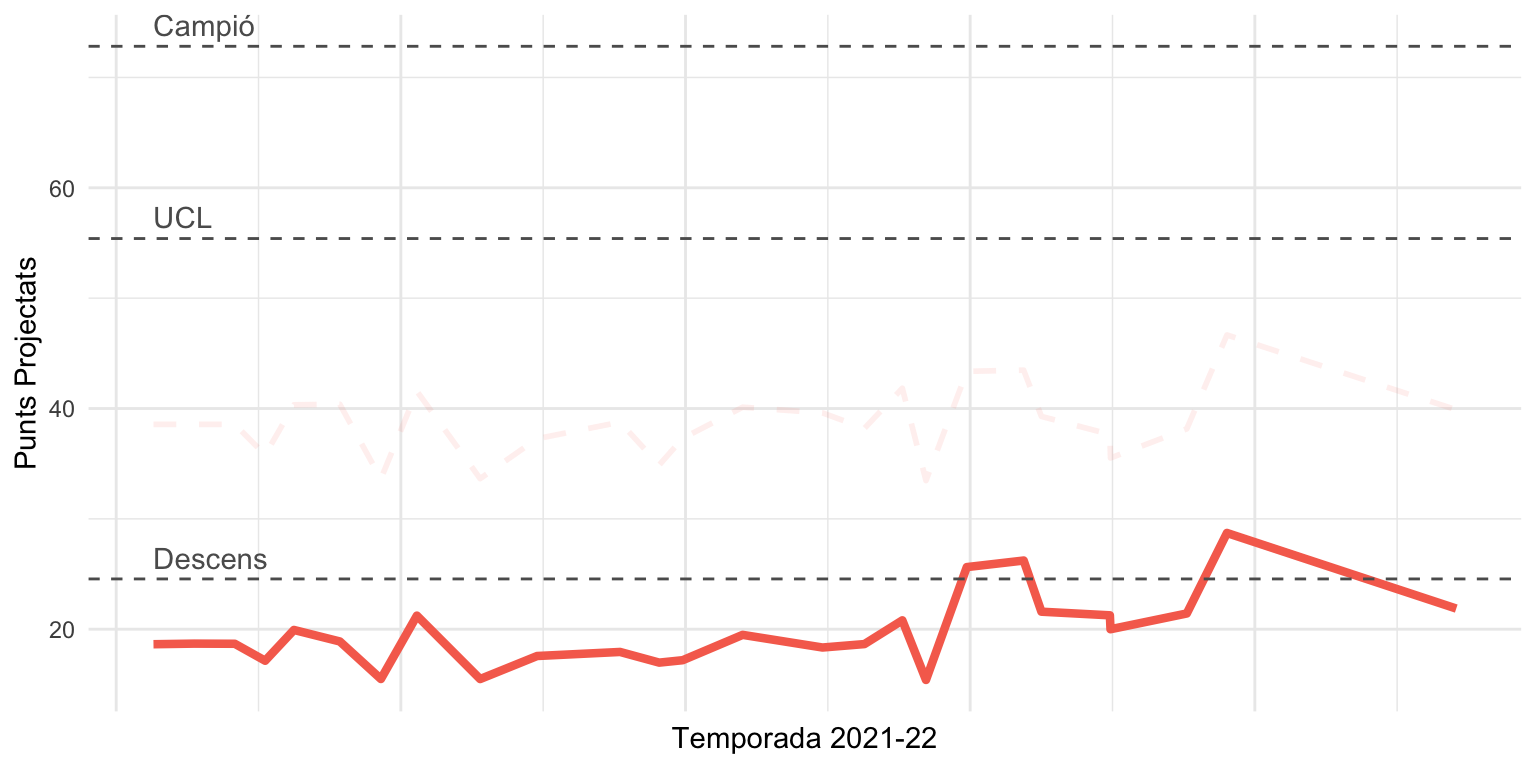 Campió
60
UCL
Punts Projectats
40
Descens
20
Temporada 2021-22